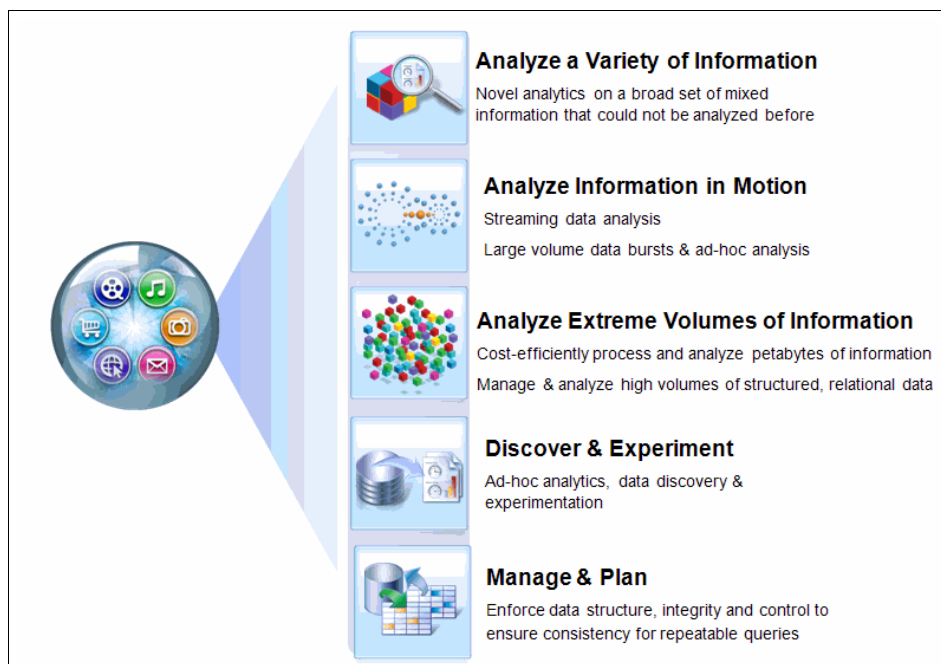 Analyze a Variety of Information
Novel analytics on a broad set of mixed
information that could not be analyzed before
Analyze Information in Motion
Streaming data analysis
Large volume data bursts & ad-hoc analysis
Analyze Extreme Volumes of Information
Cost-efficiently process and analyze petabytes of information
Manage & analyze high volumes of structured, relational data
Discover & Experiment
Ad-hoc analytics, data discovery &
experimentation
Manage & Plan
Enforce data structure, integrity and control to
ensure consistency for repeatable queries